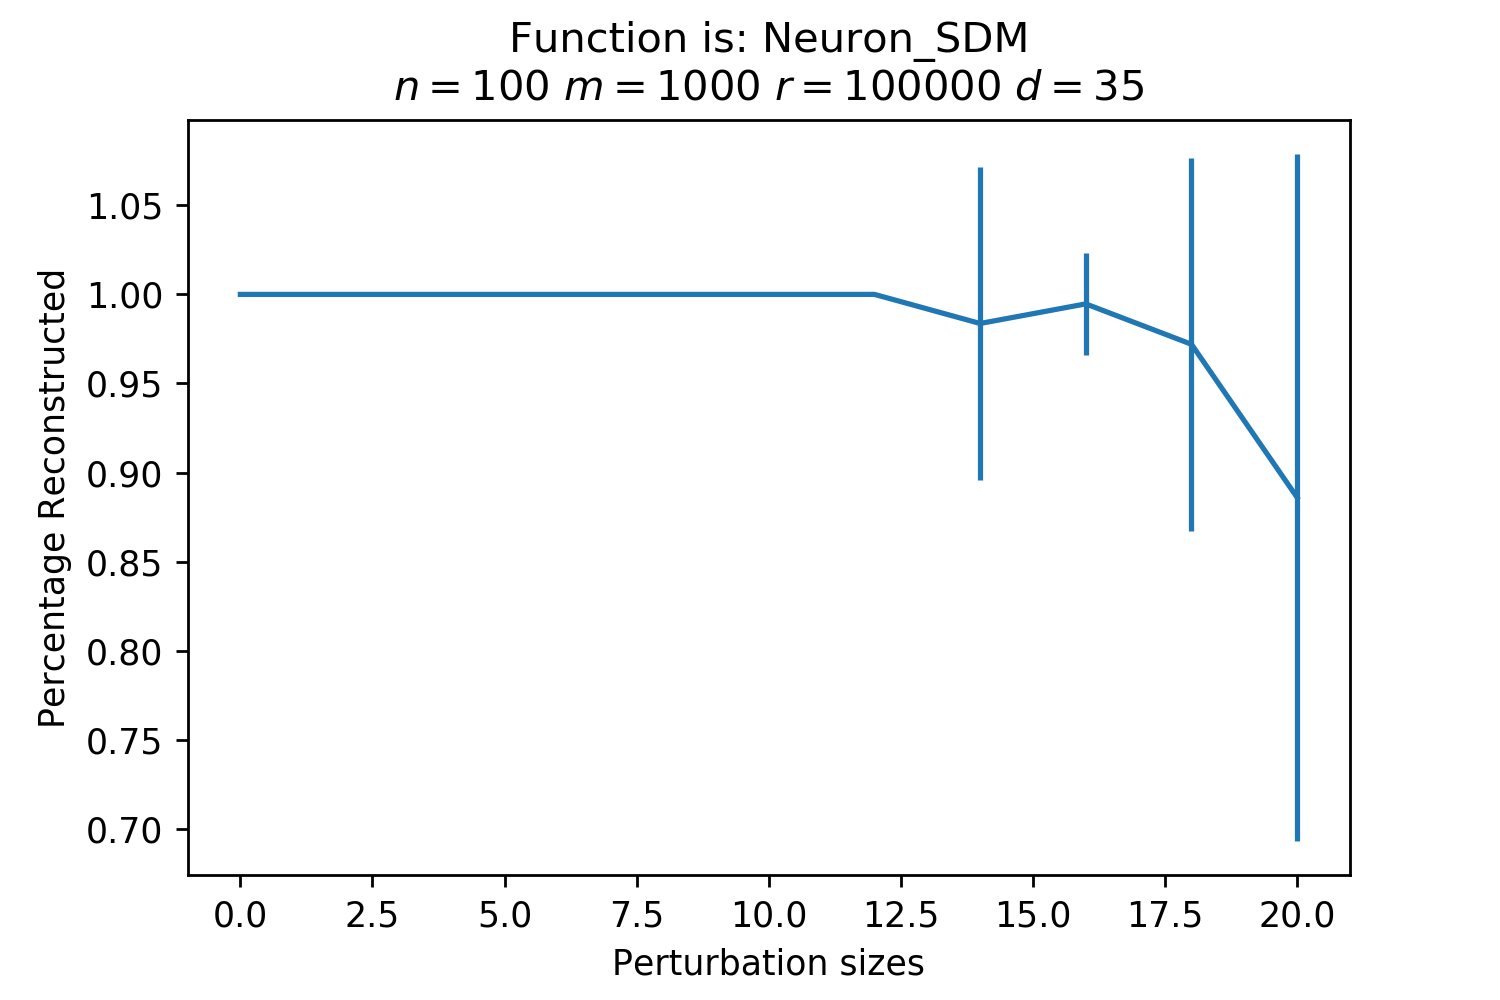 Function is: Neuron_SDM
n = 100 m = 1000 r = 100000 d = 35
Percentage Reconstructed
1.05
1.00
0.95
0.90
0.85
0.80
0.75
0.70
0.0 2.5 5.0 7.5 10.0 12.5 15.0 17.5 20.0
Perturbation sizes